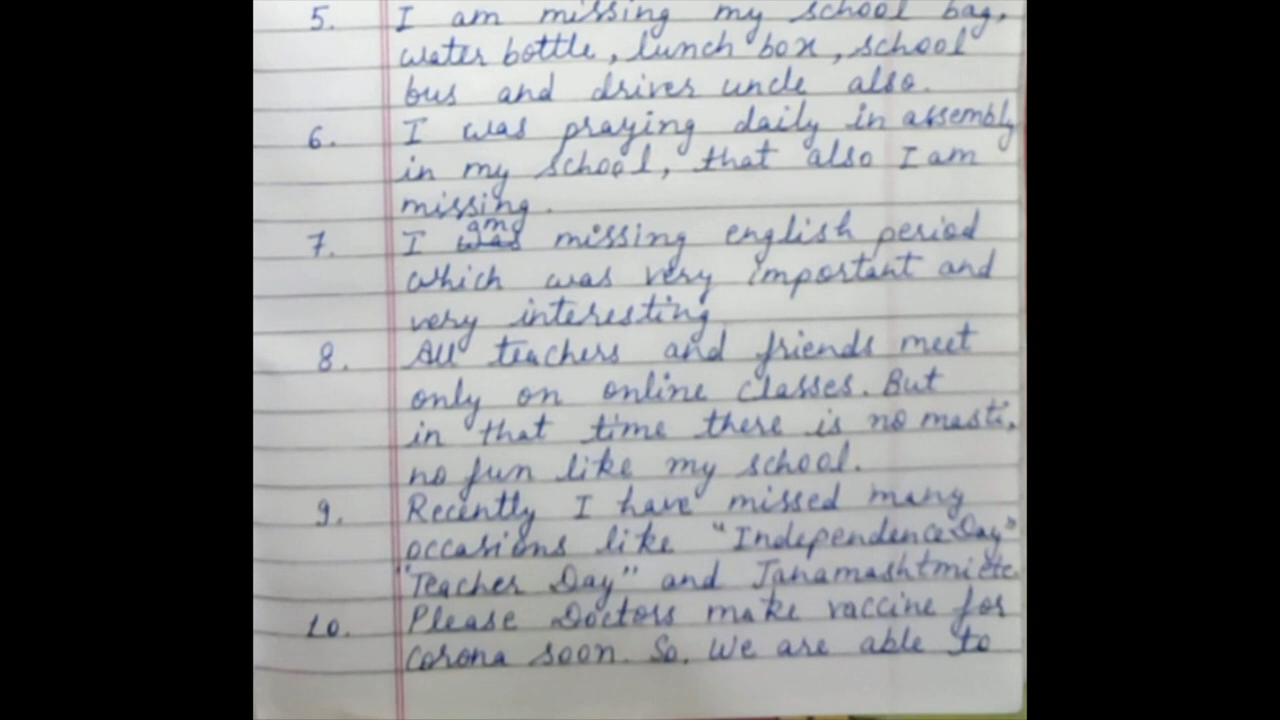 5. I am missing my school bag,
water bottle, lunch box, school
bus and driver uncle also.
6. I was praying daily in assembly
in my school, that also I am
missing.
am
7. I was missing english period
which was very important and
very interesting
8. All teachers and friends meet
only on online classes. But
in that time there is no masti,
no fun like my school.
9. Recently I have missed many
occasions like "Independence Day"
"Teacher Day" and Janamashtmi etc.
10. Please Doctors make vaccine for
corona soon. So, We are able to